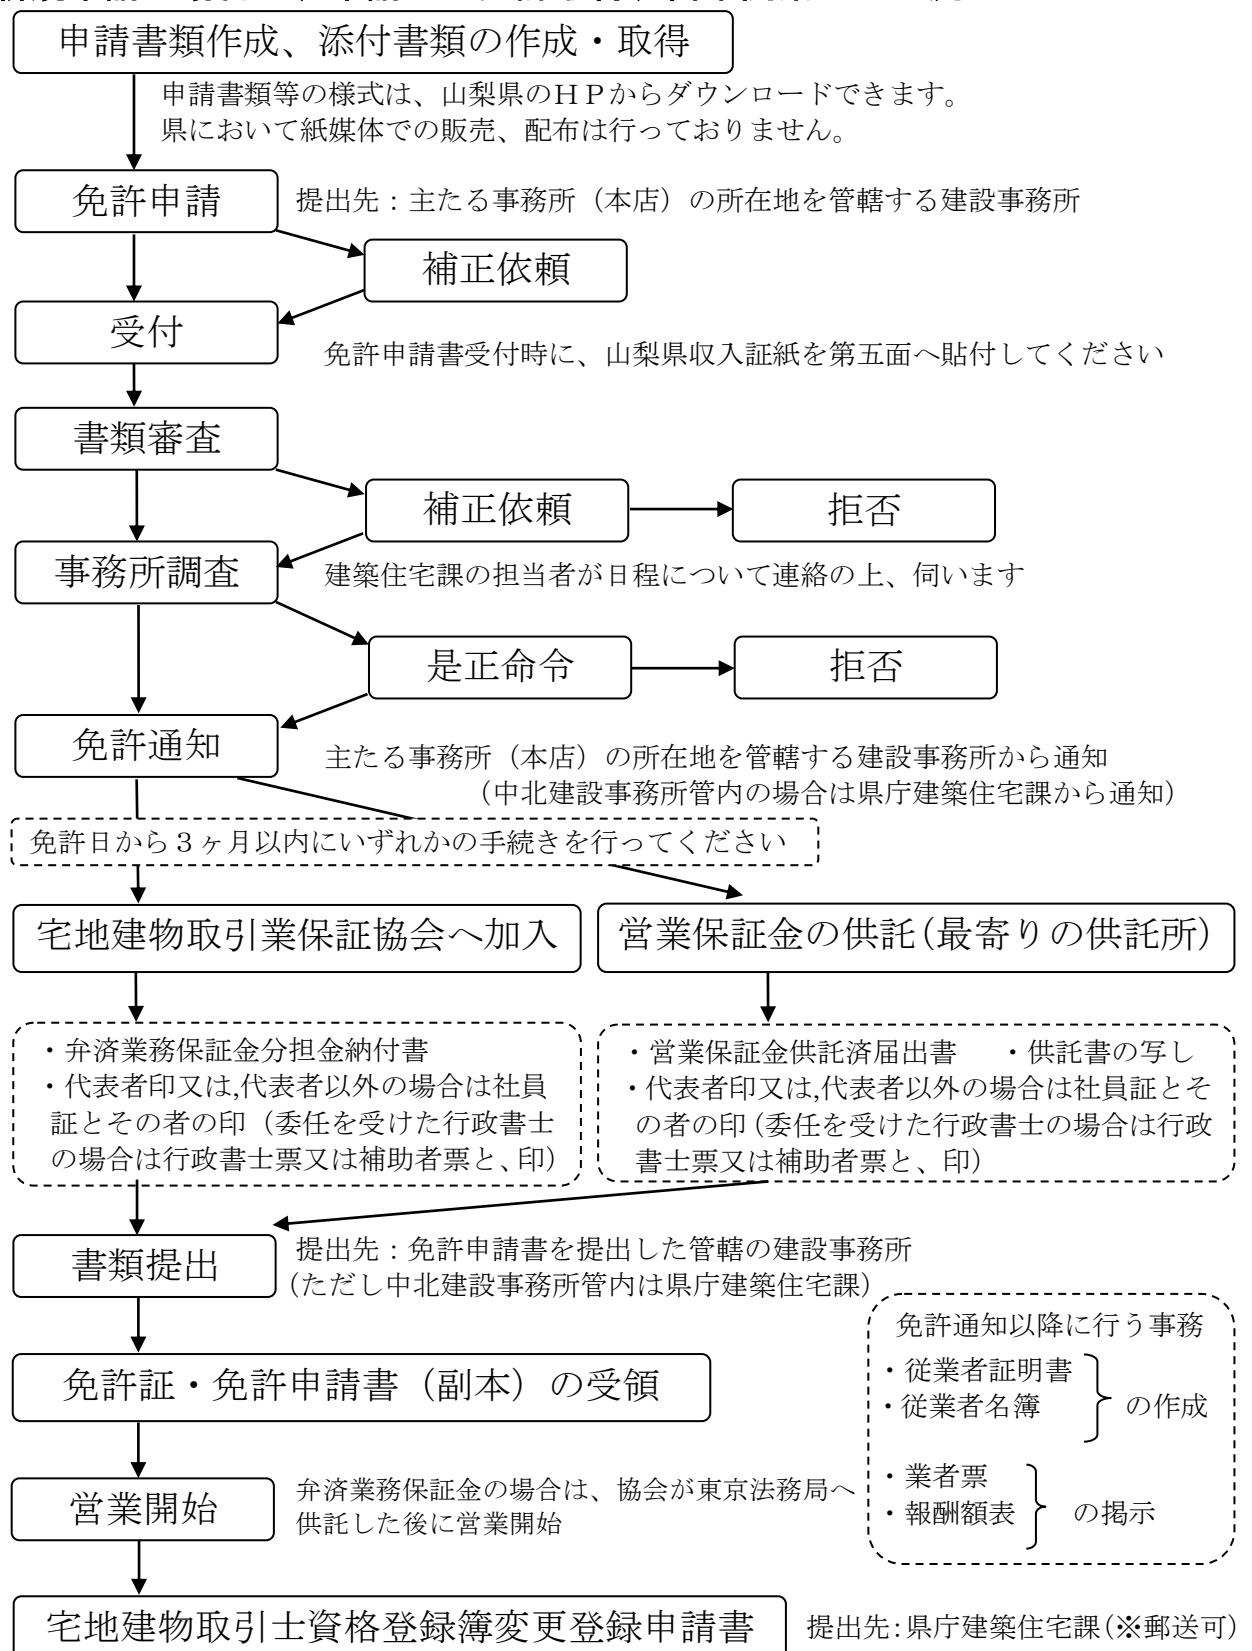 申請書類作成、添付書類の作成・取得
申請書類等の様式は、山梨県のＨＰからダウンロードできます。
県において紙媒体での販売、配布は行っておりません。
免許申請
提出先：主たる事務所（本店）の所在地を管轄する建設事務所
補正依頼
受付
免許申請書受付時に、山梨県収入証紙を第五面へ貼付してください
書類審査
補正依頼
拒否
事務所調査
建築住宅課の担当者が日程について連絡の上、伺います
是正命令
拒否
免許通知
主たる事務所（本店）の所在地を管轄する建設事務所から通知
（中北建設事務所管内の場合は県庁建築住宅課から通知）
免許日から３ヶ月以内にいずれかの手続きを行ってください
宅地建物取引業保証協会へ加入
営業保証金の供託(最寄りの供託所)
・弁済業務保証金分担金納付書
・代表者印又は,代表者以外の場合は社員
証とその者の印（委任を受けた行政書士
の場合は行政書士票又は補助者票と、印）
・営業保証金供託済届出書　・供託書の写し
・代表者印又は,代表者以外の場合は社員証とそ
の者の印(委任を受けた行政書士の場合は行政
書士票又は補助者票と、印)
書類提出
提出先：免許申請書を提出した管轄の建設事務所
（ただし中北建設事務所管内は県庁建築住宅課）
免許証・免許申請書（副本）の受領
免許通知以降に行う事務
・従業者証明書
・従業者名簿
の作成
・業者票
・報酬額表
の掲示
営業開始
弁済業務保証金の場合は、協会が東京法務局へ
供託した後に営業開始
宅地建物取引士資格登録簿変更登録申請書
提出先:県庁建築住宅課(※郵送可)